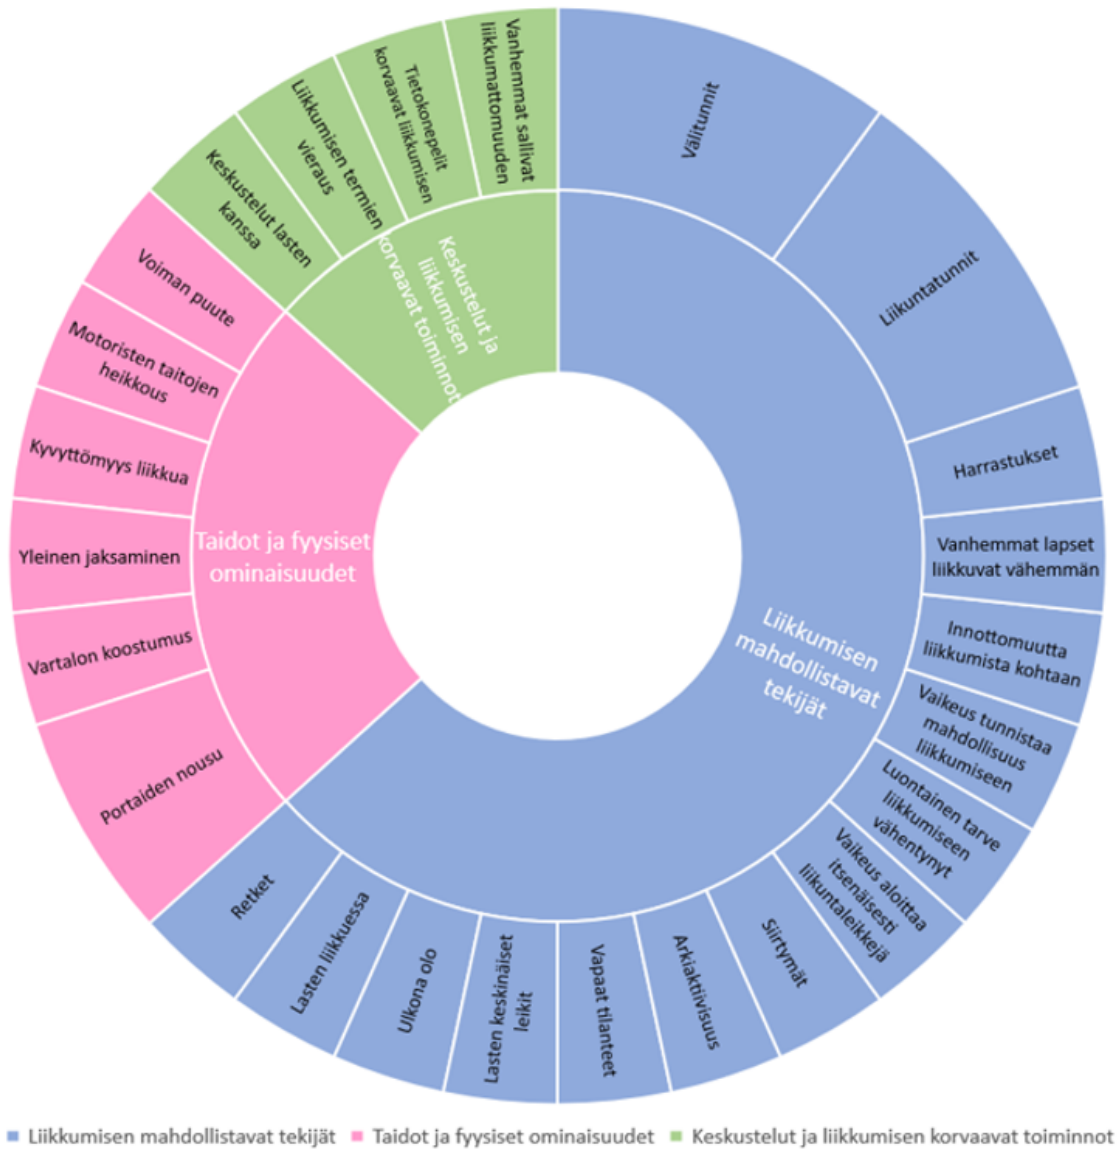 Välitunnit
Liikuntatunnit
Harrastukset
Vanhemmat lapset
liikkuvat vähemmän
Innottomuutta
liikkumista kohtaan
Vaikeus tunnistaa
mahdollisuus
liikkumiseen
Luontainen tarve
liikkumiseen
vähentynyt
Vaikeus aloittaa
itsenäisesti
liikuntaleikkejä
Siirtymät
Arkiaktiivisuus
Vapaat tilanteet
Lasten keskinäiset
leikit
Ulkona olo
Lasten liikkuessa
Retket
Portaiden nousu
Vartalon koostumus
Yleinen jaksaminen
Kyvyttömyys liikkua
Motoristen taitojen
heikkous
Voiman puute
Keskustelut lasten
kanssa
Liikkumisen termien
vieraus
Tietokonepelit
korvaavat liikkumisen
Vanhemmat sallivat
liikkumattomuuden
Keskustelut ja
liikkumisen
korvaavat toiminnot
Taidot ja fyysiset
ominaisuudet
Liikkumisen
mahdollistavat
tekijät
Liikkumisen mahdollistavat tekijät
Taidot ja fyysiset ominaisuudet
Keskustelut ja liikkumisen korvaavat toiminnot